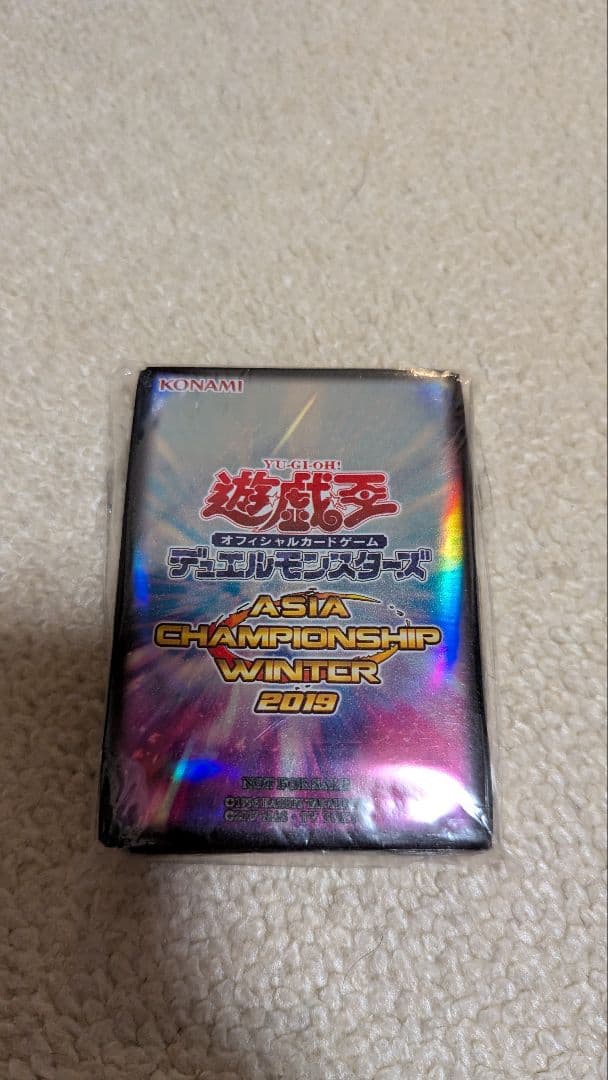 KONAMI
YU-GI-OH!
遊戯王
オフィシャルカードゲーム
デュエルモンスターズ
ASIA
CHAMPIONSHIP
WINTER
2019
NOT FOR SALE